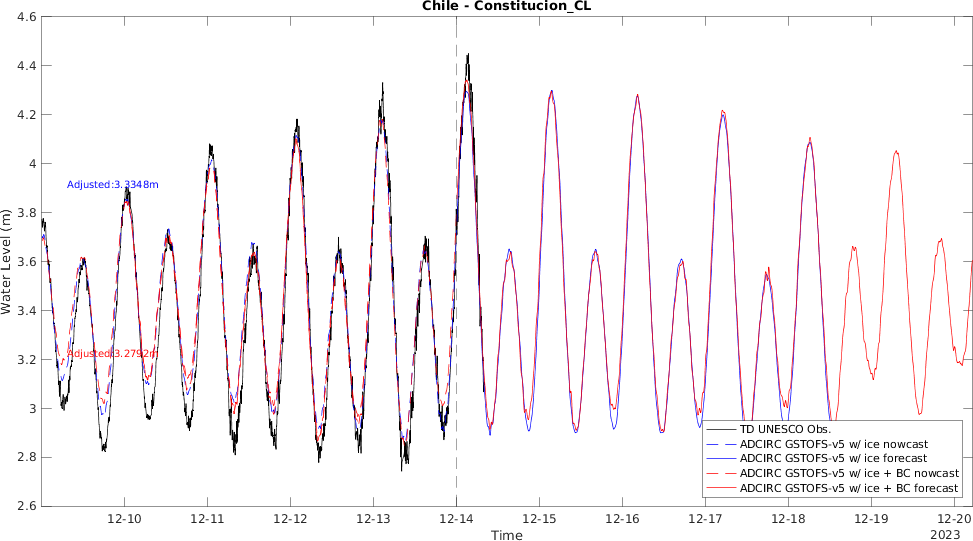 Chile - Constitucion_CL
4.6
4.4
4.2
4
3.8
3.6
3.4
3.2
3
2.8
2.6
Water Level (m)
Adjusted:3.3348m
Adjusted:3.2792m
TD UNESCO Obs.
ADCIRC GSTOFS-v5 w/ ice nowcast
ADCIRC GSTOFS-v5 w/ ice forecast
ADCIRC GSTOFS-v5 w/ ice + BC nowcast
ADCIRC GSTOFS-v5 w/ ice + BC forecast
12-10 12-11 12-12 12-13 12-14 12-15 12-16 12-17 12-18 12-19 12-20
Time
2023